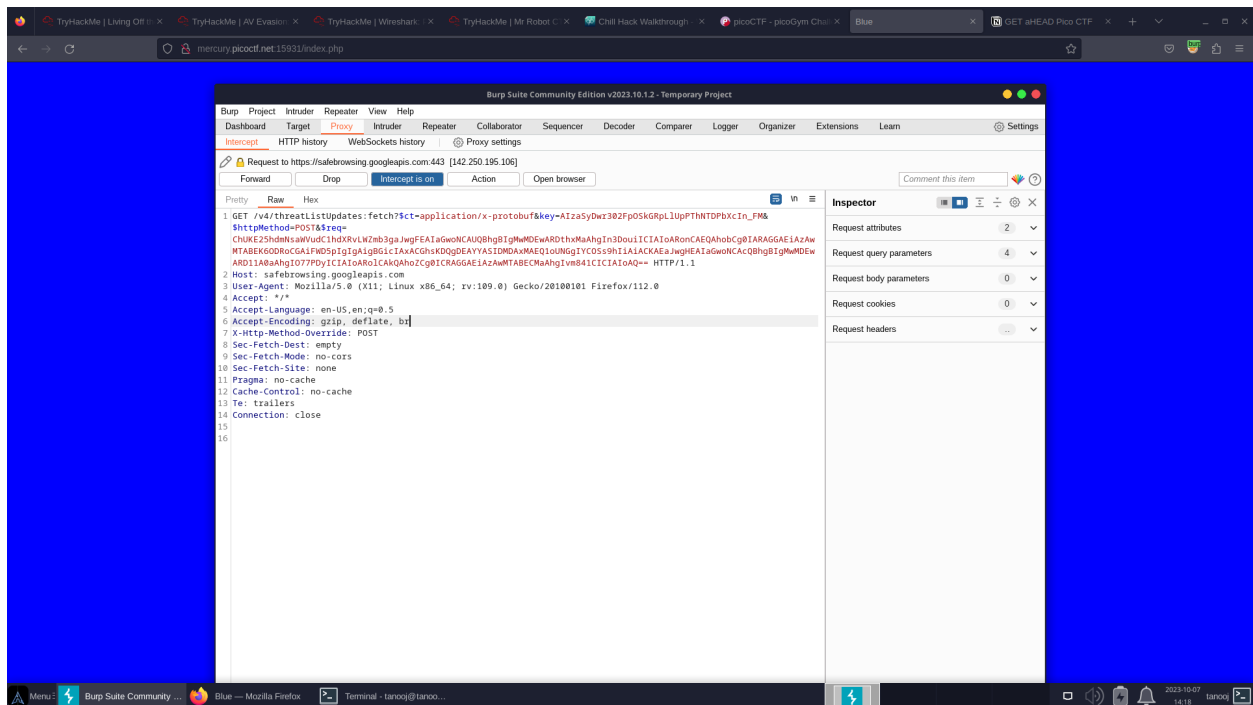 TryHackMe | Living Off th
TryHackMe | AV Evasion:
TryHackMe | Wireshark:
TryHackMe | Mr Robot C
Chill Hack Walkthrough -
picoCTF - picoGym Chal
Blue
GET aHEAD Pico CTF
mercury.picoctf.net:15931/index.php
Burp Suite Community Edition v2023.10.1.2 - Temporary Project
Burp Project Intruder Repeater View Help
Dashboard Target Proxy Intruder Repeater Collaborator Sequencer Decoder Comparer Logger Organizer Extensions Learn Settings
Intercept HTTP history WebSockets history Proxy settings
Request to https://safebrowsing.googleapis.com:443 [142.250.195.106]
Forward Drop Intercept is on Action Open browser Comment this item
Pretty Raw Hex \n
1 GET /v4/threatListUpdates:fetch?$ct=application/x-protobuf&key=AIzaSyDwr302FpOSkGRpLlUpPThNTDPbXcIn_FM&
$httpMethod=POST&$req=
2 Host: safebrowsing.googleapis.com
3 User-Agent: Mozilla/5.0 (X11; Linux x86_64; rv:109.0) Gecko/20100101 Firefox/112.0
4 Accept: */*
5 Accept-Language: en-US,en;q=0.5
6 Accept-Encoding: gzip, deflate, br
7 X-Http-Method-Override: POST
8 Sec-Fetch-Dest: empty
9 Sec-Fetch-Mode: no-cors
10 Sec-Fetch-Site: none
11 Pragma: no-cache
12 Cache-Control: no-cache
13 Te: trailers
14 Connection: close
15
16
Inspector
Request attributes 2
Request query parameters 4
Request body parameters 0
Request cookies 0
Request headers ..
Menu
Burp Suite Community ...
Blue — Mozilla Firefox
Terminal - tanooj@tanoo...
2023-10-07
14:18
tanooj